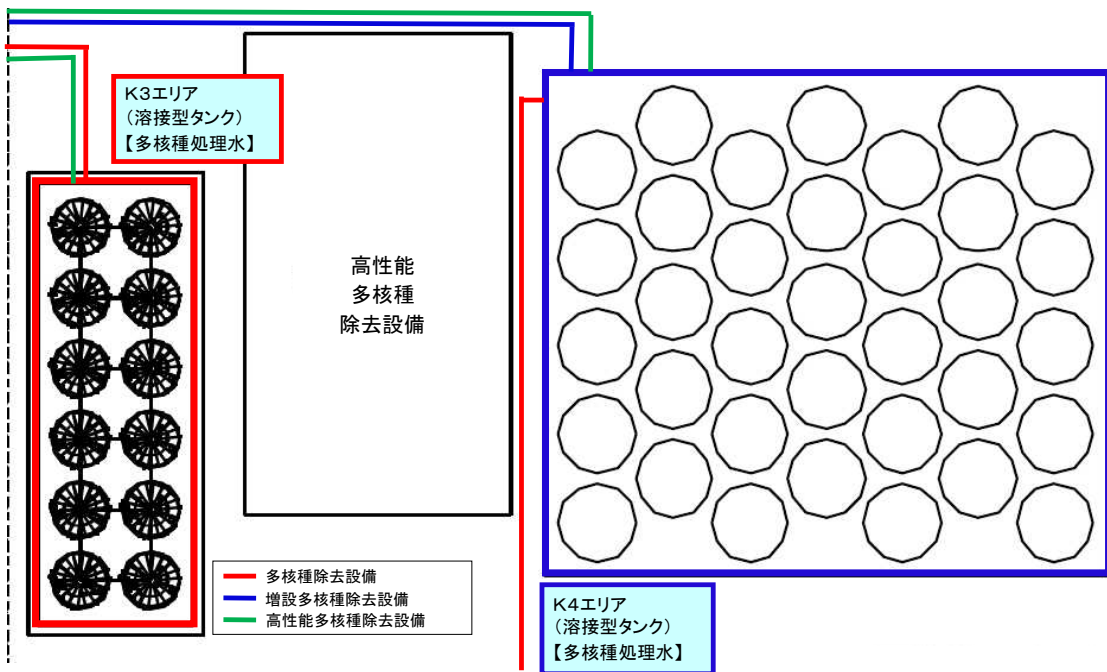 K3エリア
(溶接型タンク)
【多核種処理水】
高性能
多核種
除去設備
多核種除去設備
増設多核種除去設備
高性能多核種除去設備
K4エリア
(溶接型タンク)
【多核種処理水】